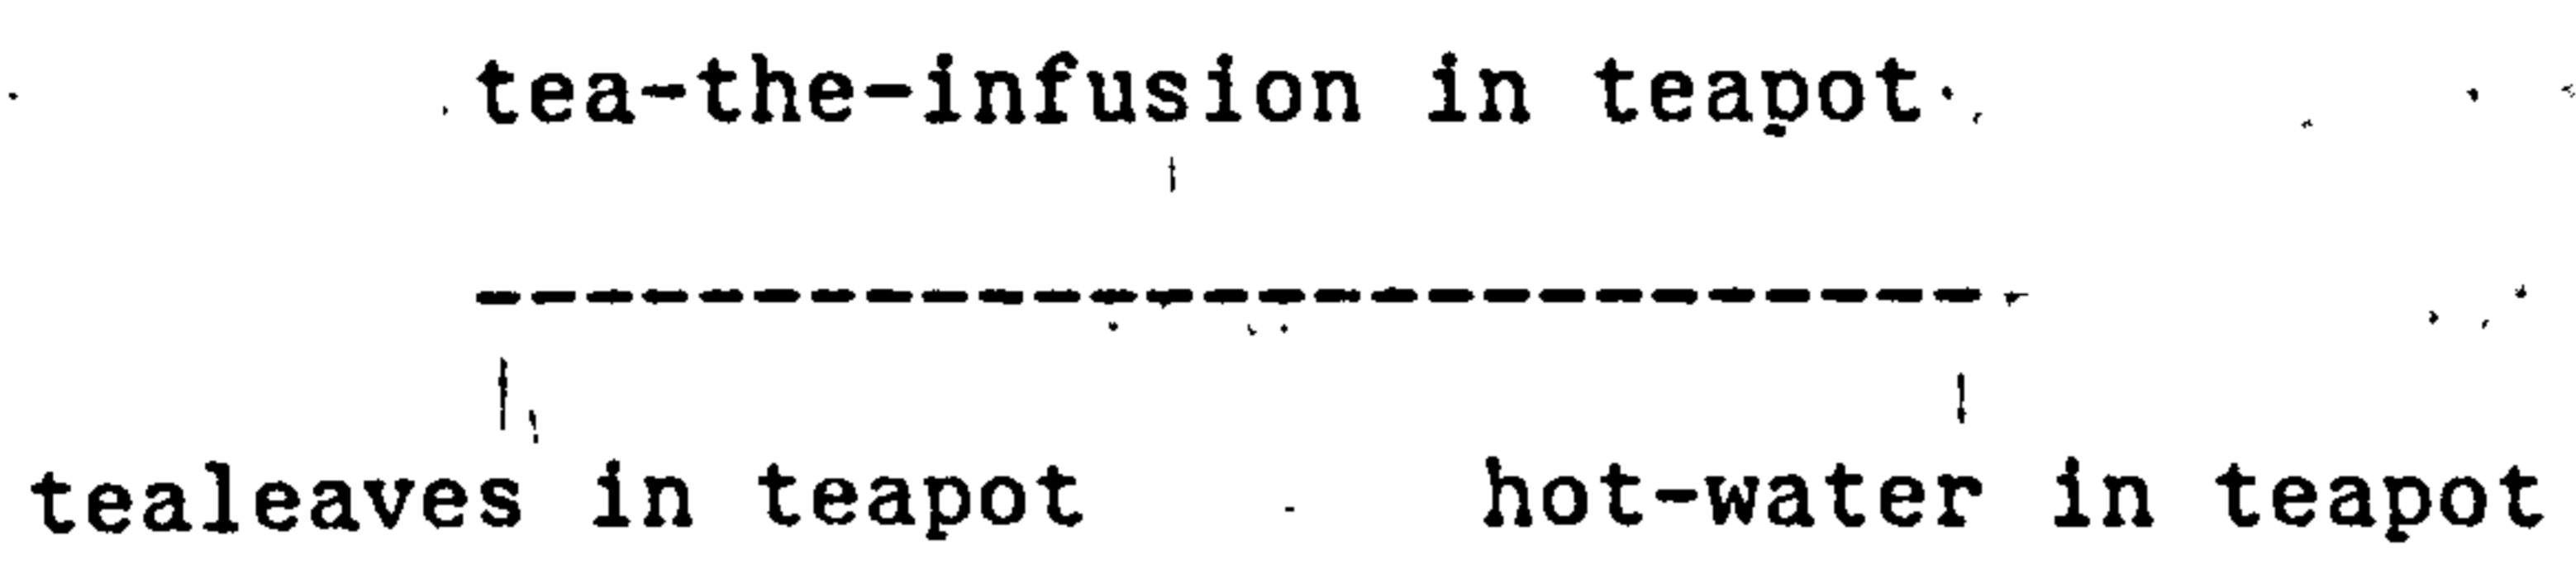 tea-the-infusion in teapot
tealeaves in teapot hot-water in teapot